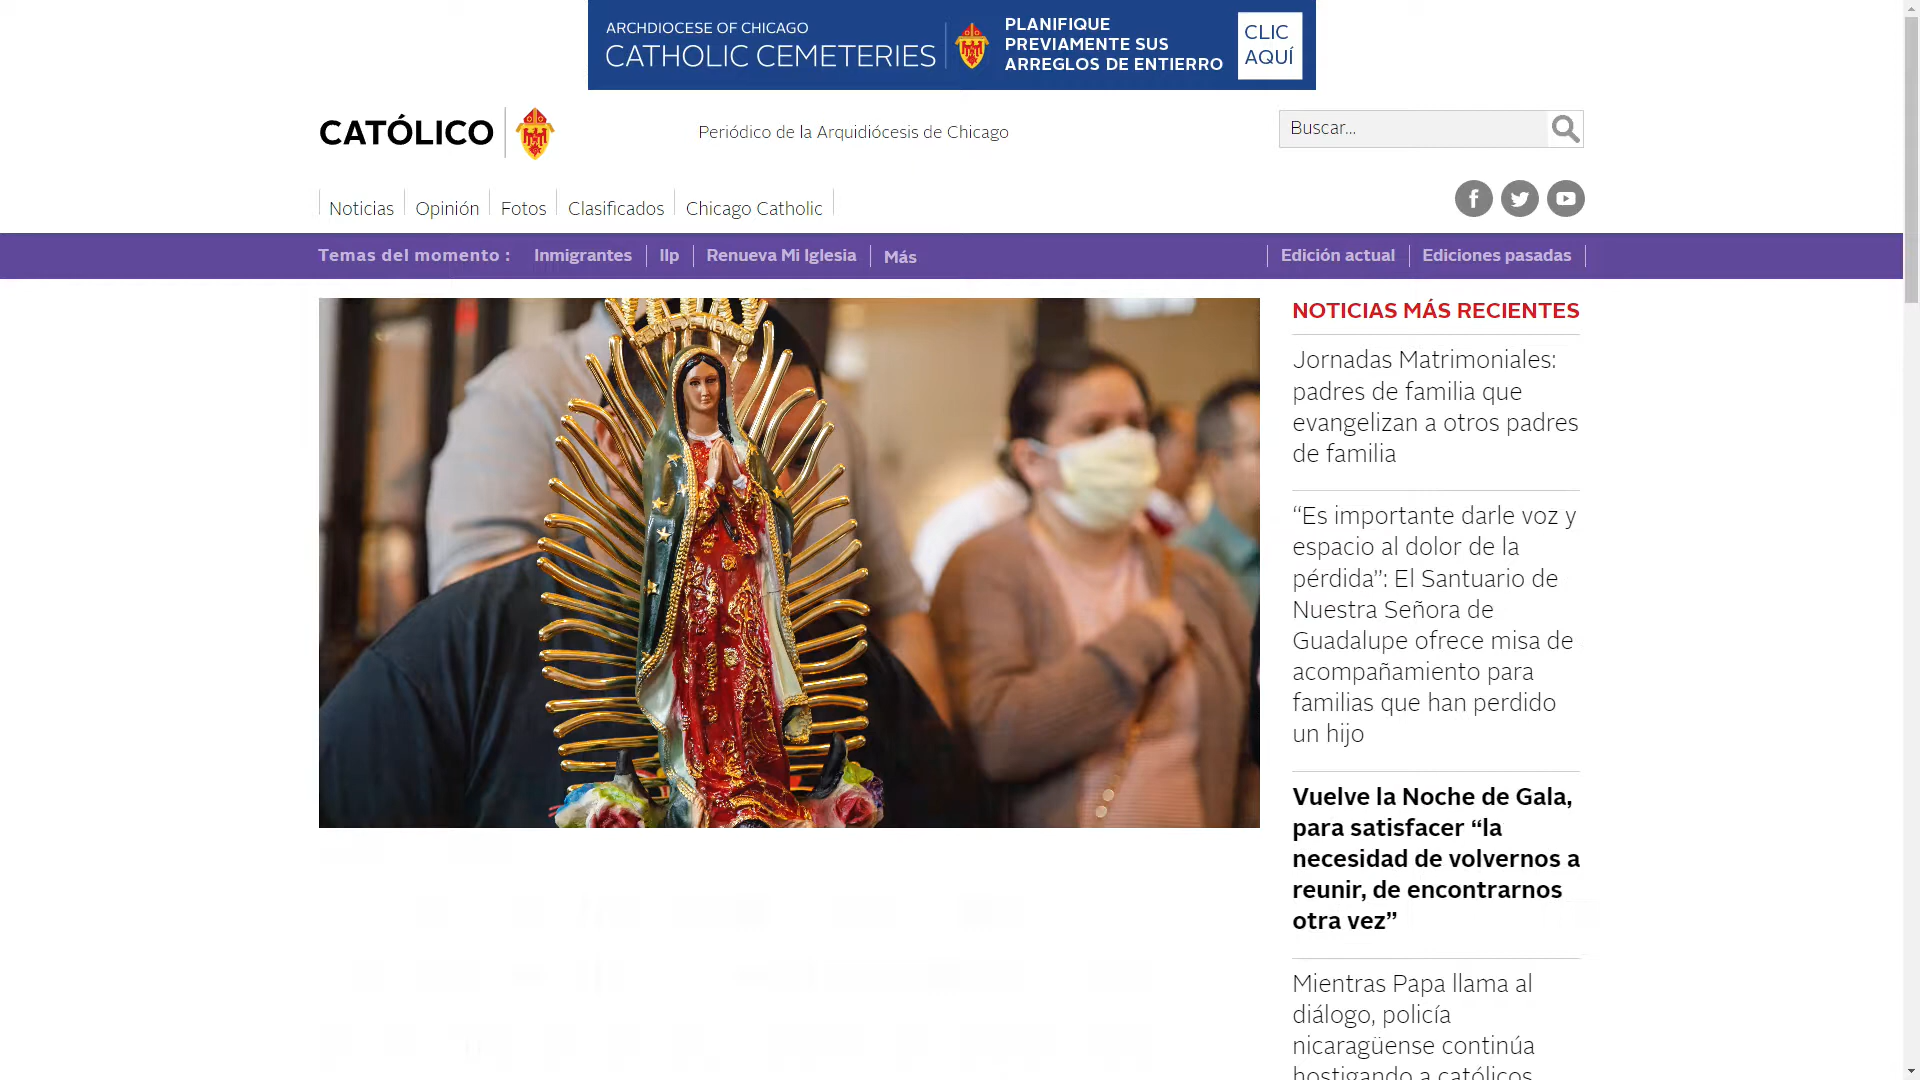 ARCHDIOCESE OF CHICAGO
CATHOLIC CEMETERIES
PLANIFIQUE
PREVIAMENTE SUS
ARREGLOS DE ENTIERRO
CLIC
AQUÍ
CATÓLICO
Periódico de la Arquidiócesis de Chicago
Buscar...
Noticias
Opinión
Fotos
Clasificados
Chicago Catholic
Temas del momento :
Inmigrantes
Ilp
Renueva Mi Iglesia
Más
Edición actual
Ediciones pasadas
NOTICIAS MÁS RECIENTES
Jornadas Matrimoniales:
padres de familia que
evangelizan a otros padres
de familia
“Es importante darle voz y
espacio al dolor de la
pérdida”: El Santuario de
Nuestra Señora de
Guadalupe ofrece misa de
acompañamiento para
familias que han perdido
un hijo
Vuelve la Noche de Gala,
para satisfacer “la
necesidad de volvernos a
reunir, de encontrarnos
otra vez”
Mientras Papa llama al
diálogo, policía
nicaragüense continúa
hostigando a católicos